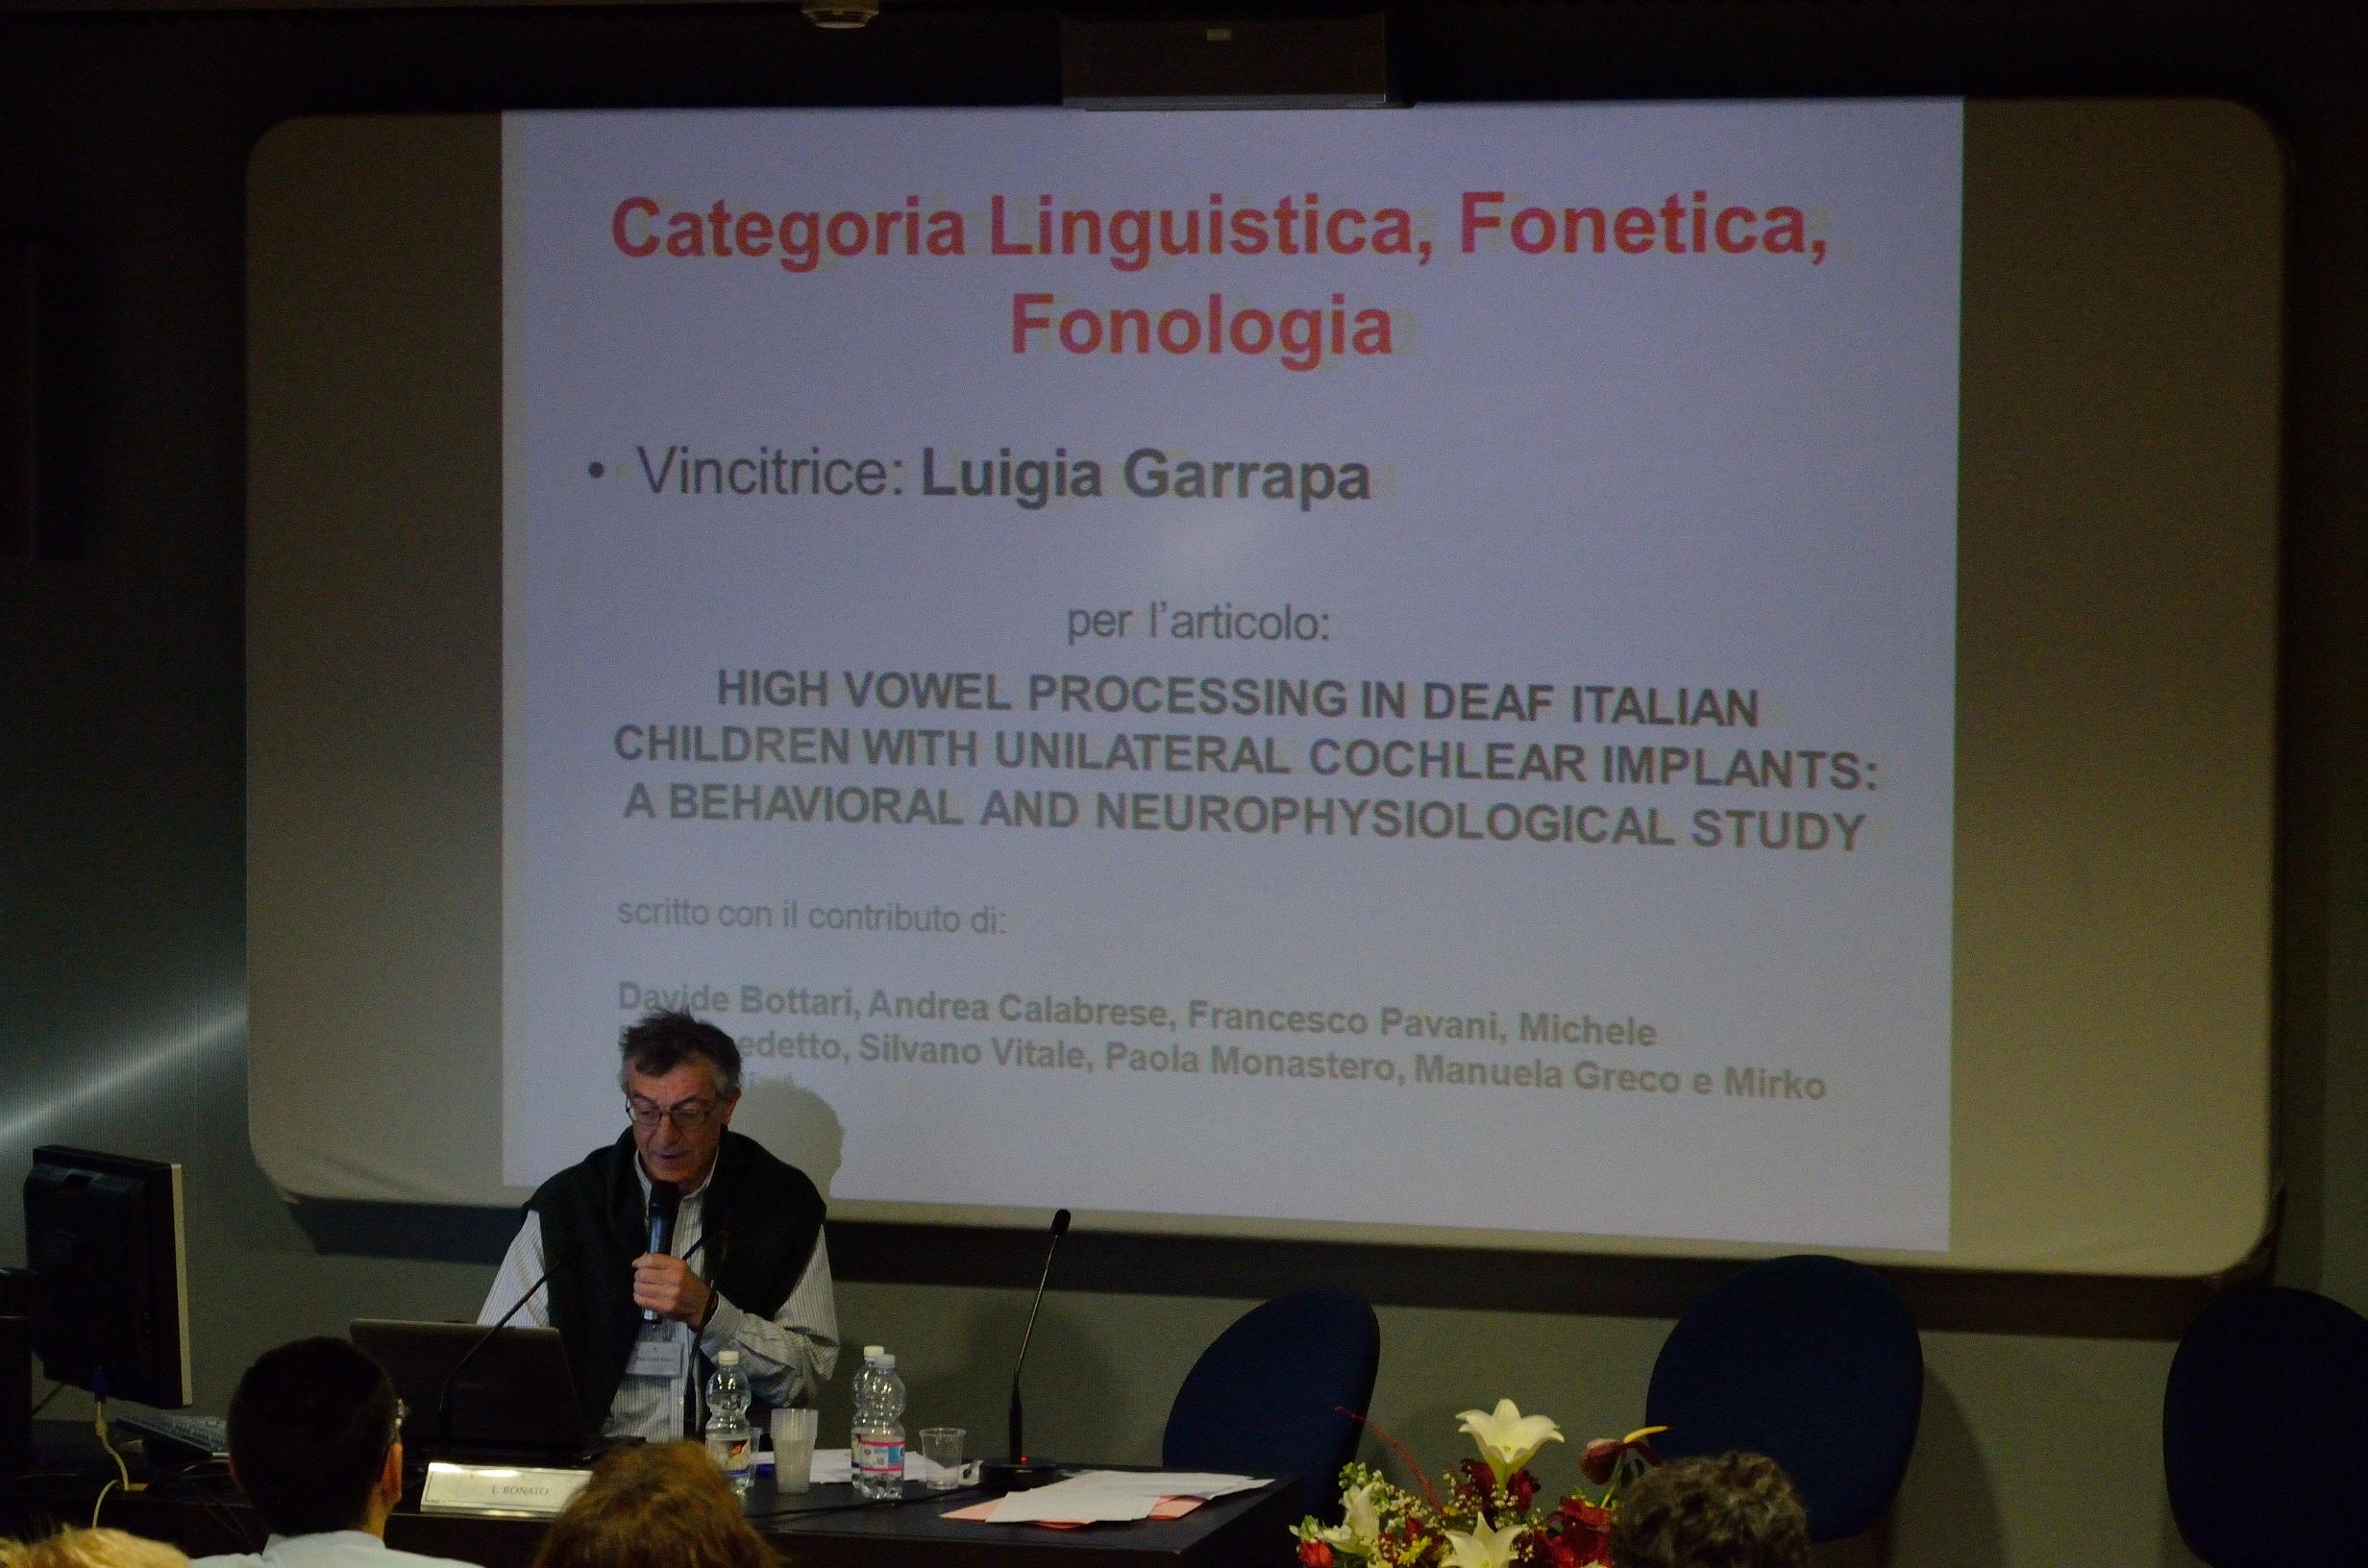 Categoria Linguistica, Fonetica,
Fonologia
• Vincitrice: Luigia Garrapa
per l'articolo:
HIGH VOWEL PROCESSING IN DEAF ITALIAN
CHILDREN WITH UNILATERAL COCHLEAR IMPLANTS:
A BEHAVIORAL AND NEUROPHYSIOLOGICAL STUDY
scritto con il contributo di:
Davide Bottari, Andrea Calabrese, Francesco Pavani, Michele
Silvano Vitale, Paola Monastero, Manuela Greco e Mirko
L. BONATO